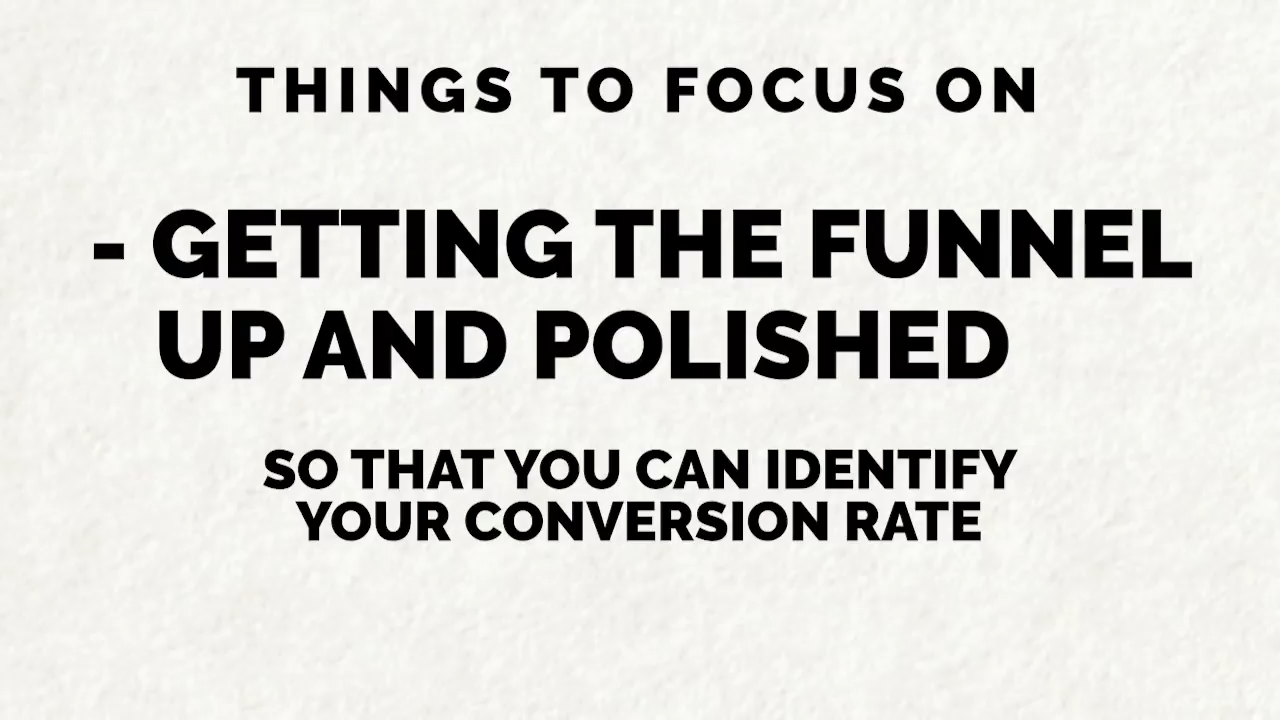 THINGS TO FOCUS ON
- GETTING THE FUNNEL
UP AND POLISHED
SO THAT YOU CAN IDENTIFY
YOUR CONVERSION RATE